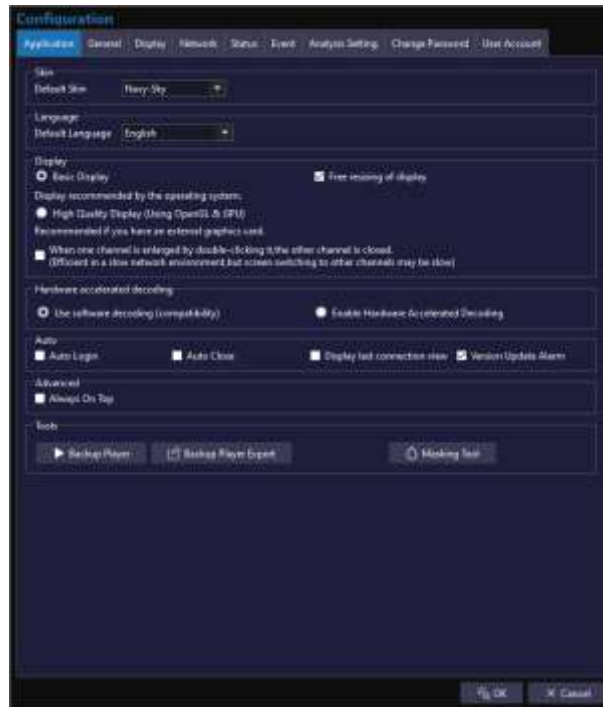 Configuration
Application General Display Network Status Event Analysis Setting Change Password User Account
Skin
Default Skin Navy-Sky
Language
Default Language English
Display
Basic Display Free resizing of display
Display recommended by the operating system.
High Quality Display (Using OpenGL & GPU)
Recommended if you have an external graphics card.
When one channel is enlarged by double-clicking it,the other channel is closed.
(Efficient in a slow network environment,but screen switching to other channels may be slow)
Hardware accelerated decoding
Use software decoding (compatibility) Enable Hardware Accelerated Decoding
Auto
Auto Login Auto Close Display last connection view Version Update Alarm
Advanced
Always On Top
Tools
Backup Player Backup Player Export Masking Tool
OK Cancel